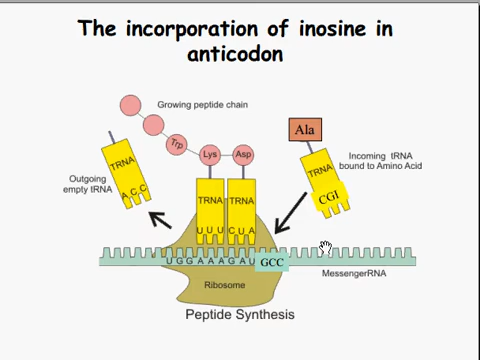 The incorporation of inosine in
anticodon
Growing peptide chain
Ala
Trp
Lys
Asp
Incoming tRNA
bound to Amino Acid
TRNA
TRNA
Outgoing
empty tRNA
A C C
CGI
TRNA
TRNA
U U U
C U A
U G G A A A G A U
GCC
MessengerRNA
Ribosome
Peptide Synthesis